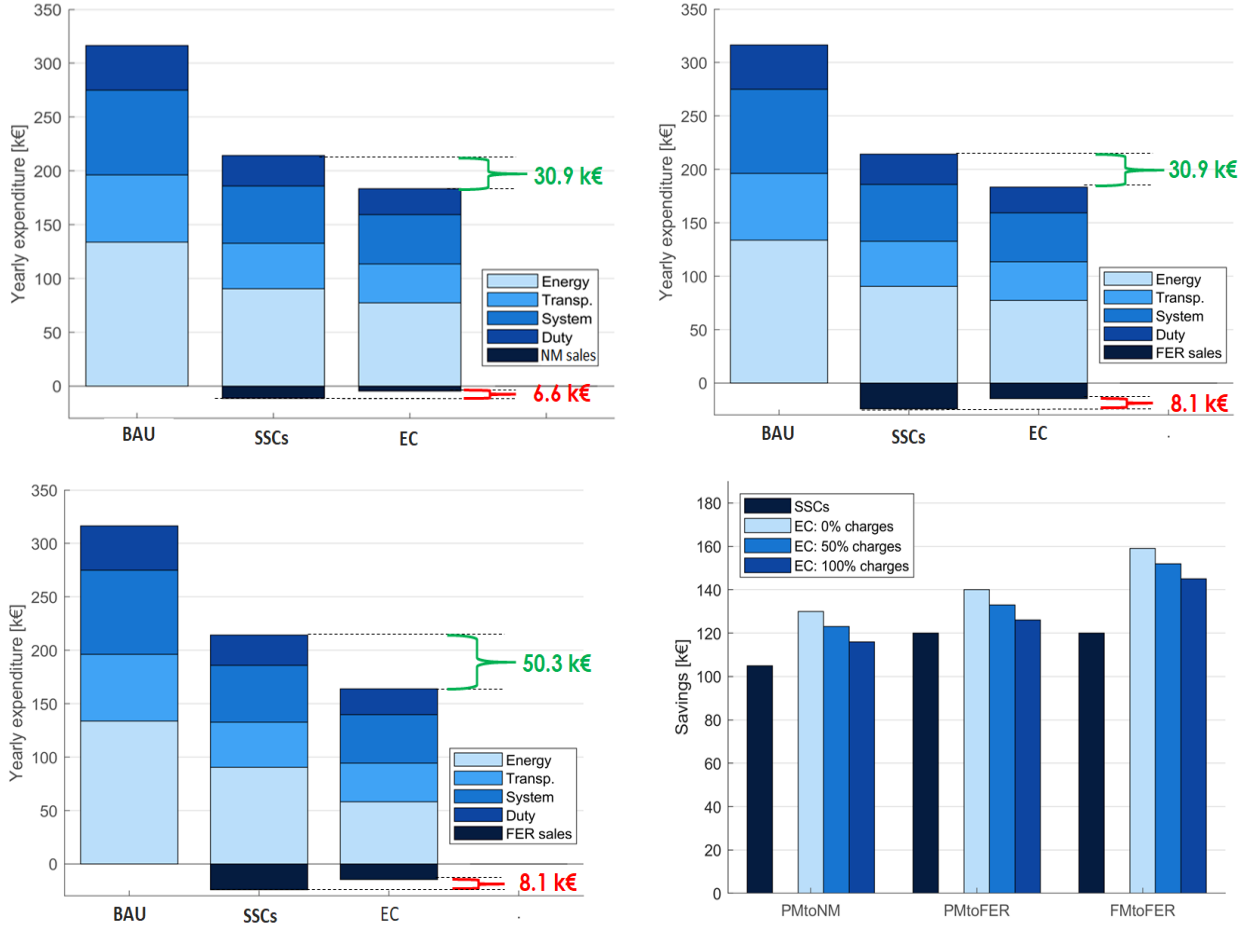 350
300
250
200
150
100
50
0
Yearly expenditure [k€]
30.9 k€
6.6 k€
Energy
Transp.
System
Duty
NM sales
BAU
SSCs
EC
350
300
250
200
150
100
50
0
Yearly expenditure [k€]
30.9 k€
8.1 k€
Energy
Transp.
System
Duty
FER sales
BAU
SSCs
EC
350
300
250
200
150
100
50
0
Yearly expenditure [k€]
50.3 k€
8.1 k€
Energy
Transp.
System
Duty
FER sales
BAU
SSCs
EC
180
160
140
120
100
80
60
40
20
0
Savings [k€]
SSCs
EC: 0% charges
EC: 50% charges
EC: 100% charges
PMtoNM
PMtoFER
FMtoFER